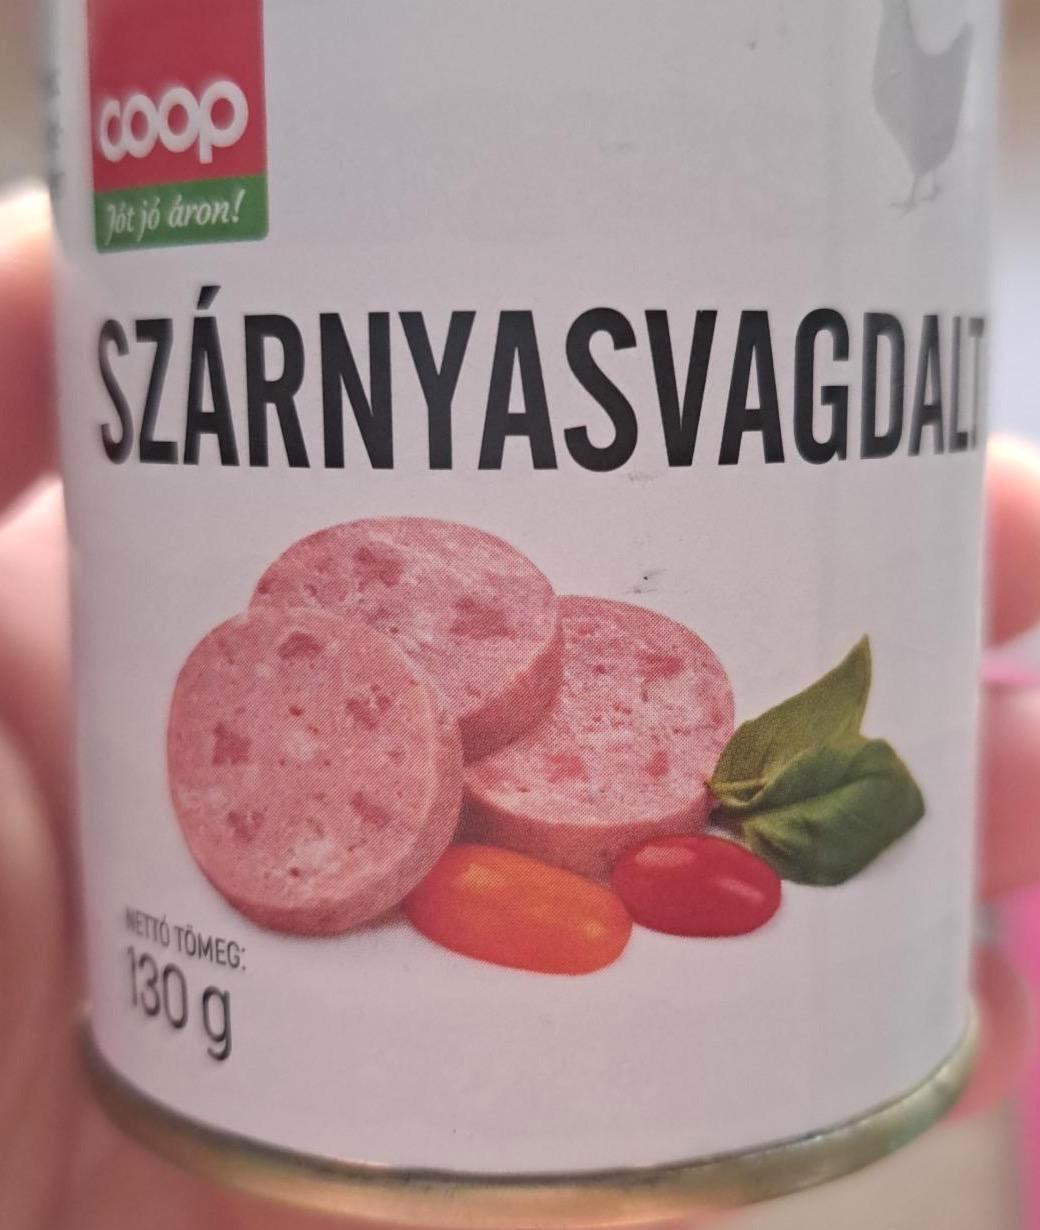 coop
Jót jó áron!
SZÁRNYASVAGDALT
NETTÓ TÖMEG:
130 g